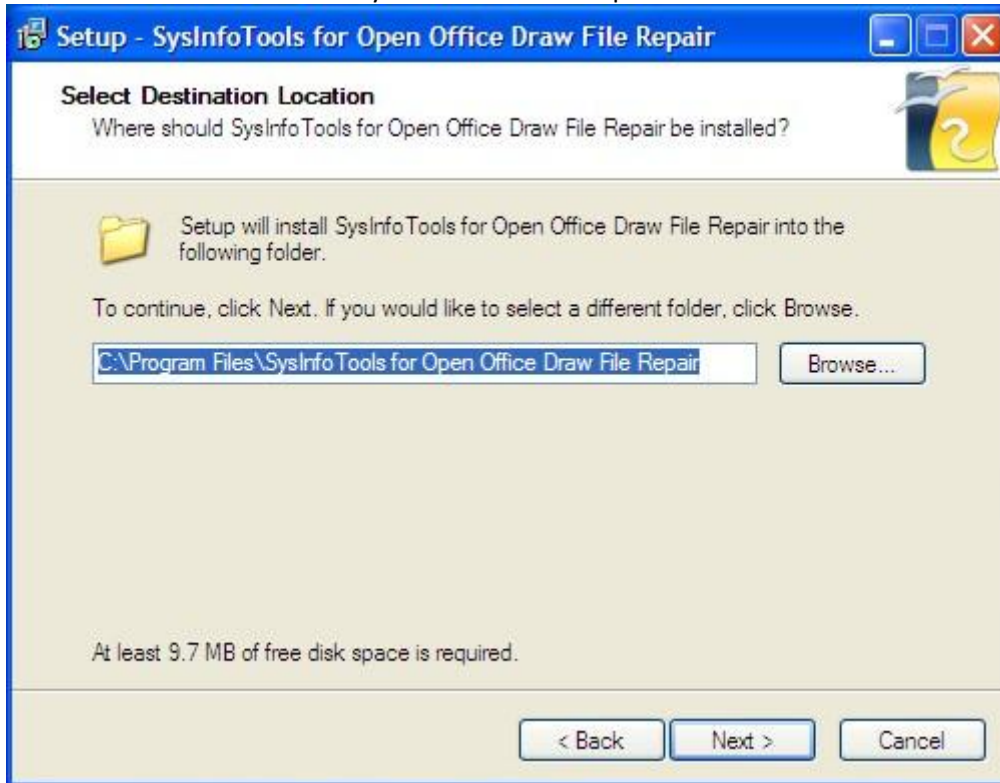 Setup - SysInfoTools for Open Office Draw File Repair
Select Destination Location
Where should SysInfoTools for Open Office Draw File Repair be installed?
Setup will install SysInfoTools for Open Office Draw File Repair into the
following folder.
To continue, click Next. If you would like to select a different folder, click Browse.
C:\Program Files\SysInfoTools for Open Office Draw File Repair
Browse...
At least 9.7 MB of free disk space is required.
< Back
Next >
Cancel